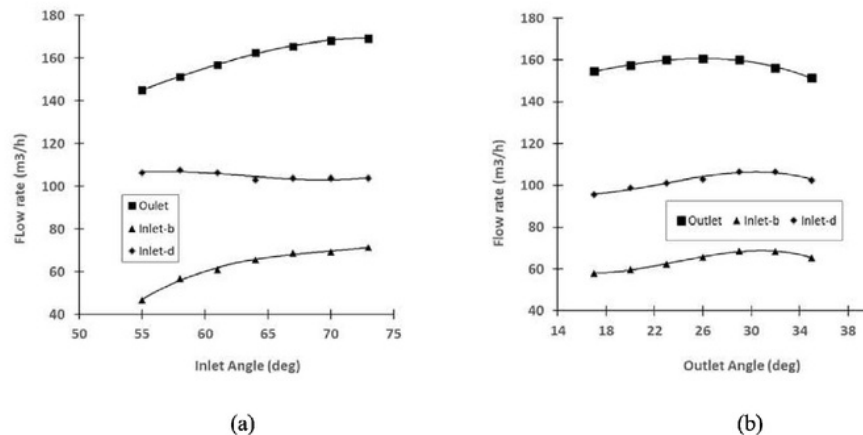 180
160
140
120
100
80
60
40
FLow rate (m3/h)
Oulet
Inlet-b
Inlet-d
50 55 60 65 70 75
Inlet Angle (deg)
(a)
180
160
140
120
100
80
60
40
Flow rate (m3/h)
Outlet Inlet-b Inlet-d
14 18 22 26 30 34 38
Outlet Angle (deg)
(b)